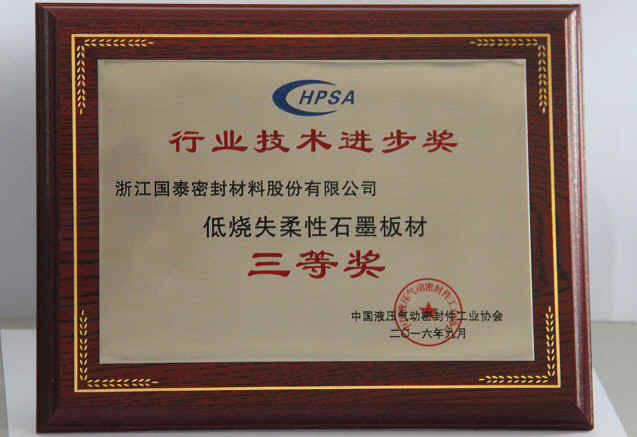 HPSA
行业技术进步奖
浙江国泰密封材料股份有限公司
低烧失柔性石墨板材
三等奖
中国液压气动密封件工业协会
二〇一六年九月